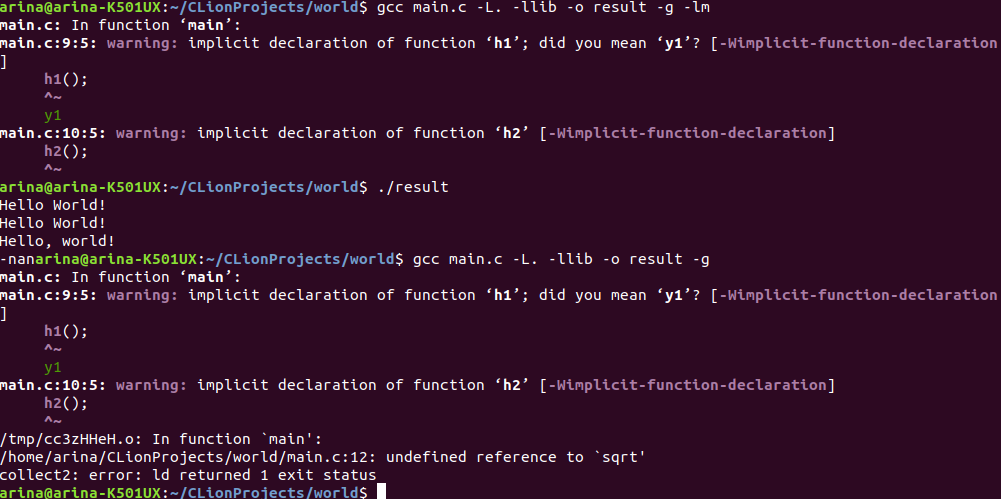 arina@arina-K501UX:~/CLionProjects/world$ gcc main.c -L. -llib -o result -g -lm
main.c: In function ‘main’:
main.c:9:5: warning: implicit declaration of function ‘h1’; did you mean ‘y1’? [-Wimplicit-function-declaration
]
     h1();
     ^~
     y1
main.c:10:5: warning: implicit declaration of function ‘h2’ [-Wimplicit-function-declaration]
     h2();
     ^~
arina@arina-K501UX:~/CLionProjects/world$ ./result
Hello World!
Hello World!
Hello, world!
-nanarina@arina-K501UX:~/CLionProjects/world$ gcc main.c -L. -llib -o result -g
main.c: In function ‘main’:
main.c:9:5: warning: implicit declaration of function ‘h1’; did you mean ‘y1’? [-Wimplicit-function-declaration
]
     h1();
     ^~
     y1
main.c:10:5: warning: implicit declaration of function ‘h2’ [-Wimplicit-function-declaration]
     h2();
     ^~
/tmp/cc3zHHeH.o: In function `main':
/home/arina/CLionProjects/world/main.c:12: undefined reference to `sqrt'
collect2: error: ld returned 1 exit status
arina@arina-K501UX:~/CLionProjects/world$